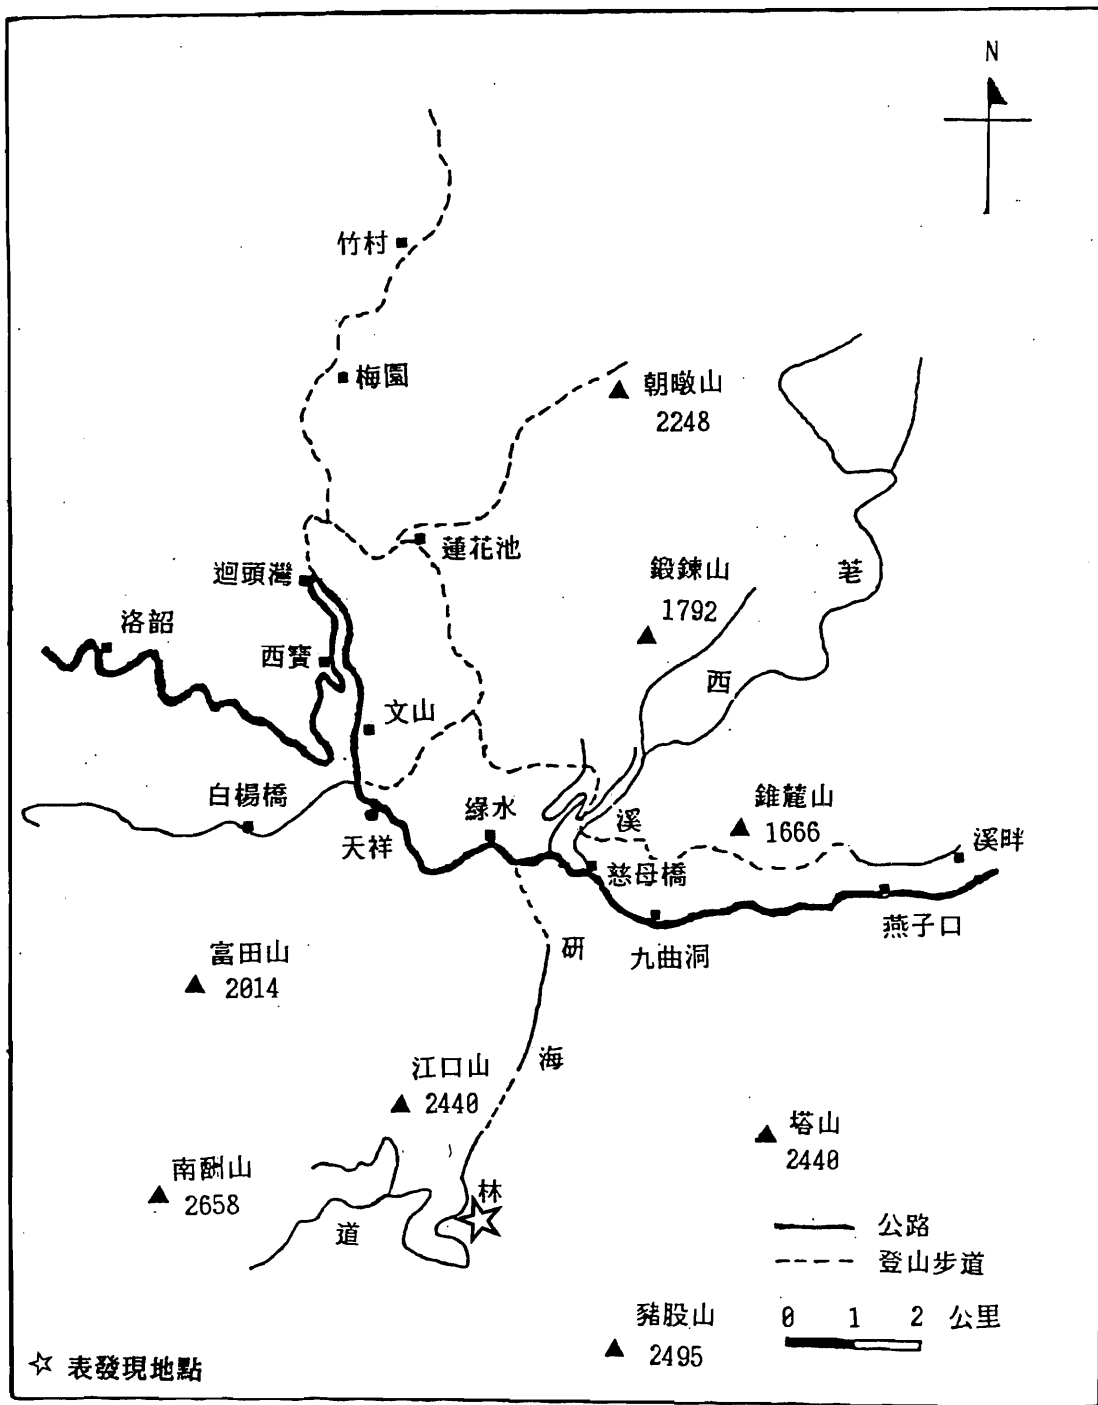 N
竹村
梅園
朝暾山
2248
蓮花池
鍛鍊山
1792
荖
西
溪
迴頭灣
洛韶
西寶
文山
白楊橋
天祥
綠水
錐麓山
1666
溪畔
慈母橋
燕子口
九曲洞
研
海
林
道
富田山
2014
江口山
2440
塔山
2440
南酬山
2658
公路
登山步道
0 1 2 公里
豬股山
2495
☆ 表發現地點